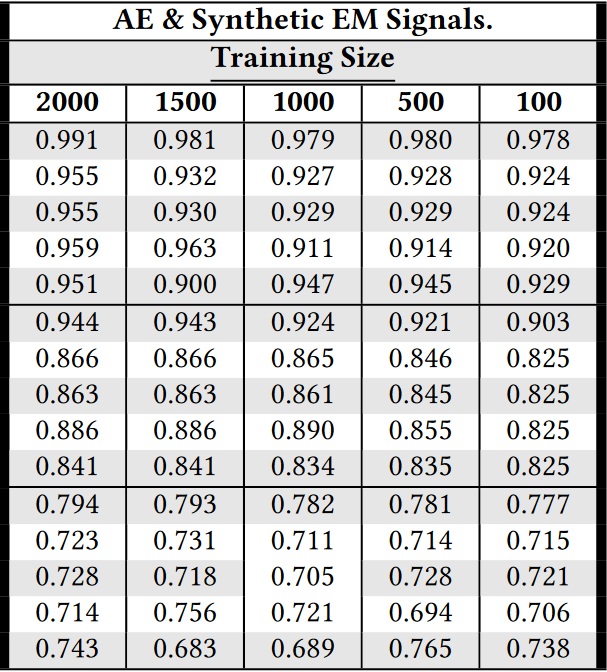 AE & Synthetic EM Signals.
Training Size
2000 1500 1000 500 100
0.991 0.981 0.979 0.980 0.978
0.955 0.932 0.927 0.928 0.924
0.955 0.930 0.929 0.929 0.924
0.959 0.963 0.911 0.914 0.920
0.951 0.900 0.947 0.945 0.929
0.944 0.943 0.924 0.921 0.903
0.866 0.866 0.865 0.846 0.825
0.863 0.863 0.861 0.845 0.825
0.886 0.886 0.890 0.855 0.825
0.841 0.841 0.834 0.835 0.825
0.794 0.793 0.782 0.781 0.777
0.723 0.731 0.711 0.714 0.715
0.728 0.718 0.705 0.728 0.721
0.714 0.756 0.721 0.694 0.706
0.743 0.683 0.689 0.765 0.738